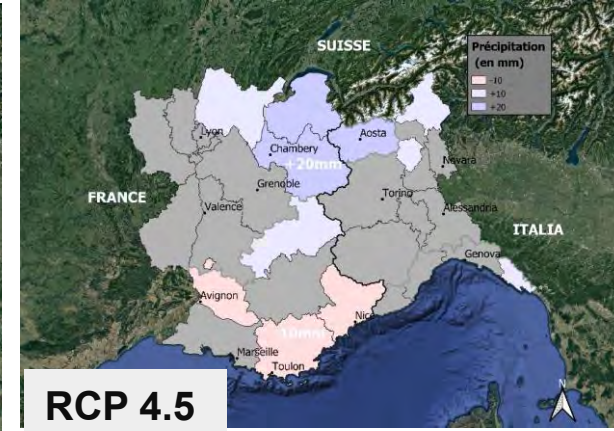 SUISSE
Précipitation
(en mm)
-10
+10
+20
Lyon
Chambery
Aosta
+20mm
Novara
Grenoble
FRANCE
Torino
Valence
Alessandria
ITALIA
Genova
Avignon
Nice
-10mm
Marseille
Toulon
N
RCP 4.5